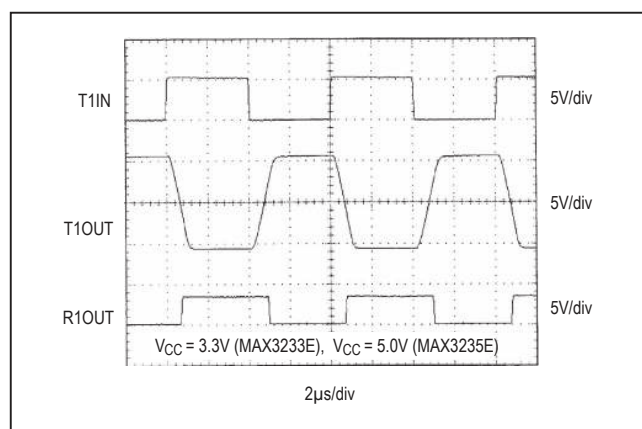 T1IN
5V/div
T1OUT
5V/div
R1OUT
5V/div
VCC = 3.3V (MAX3233E), VCC = 5.0V (MAX3235E)
2µs/div